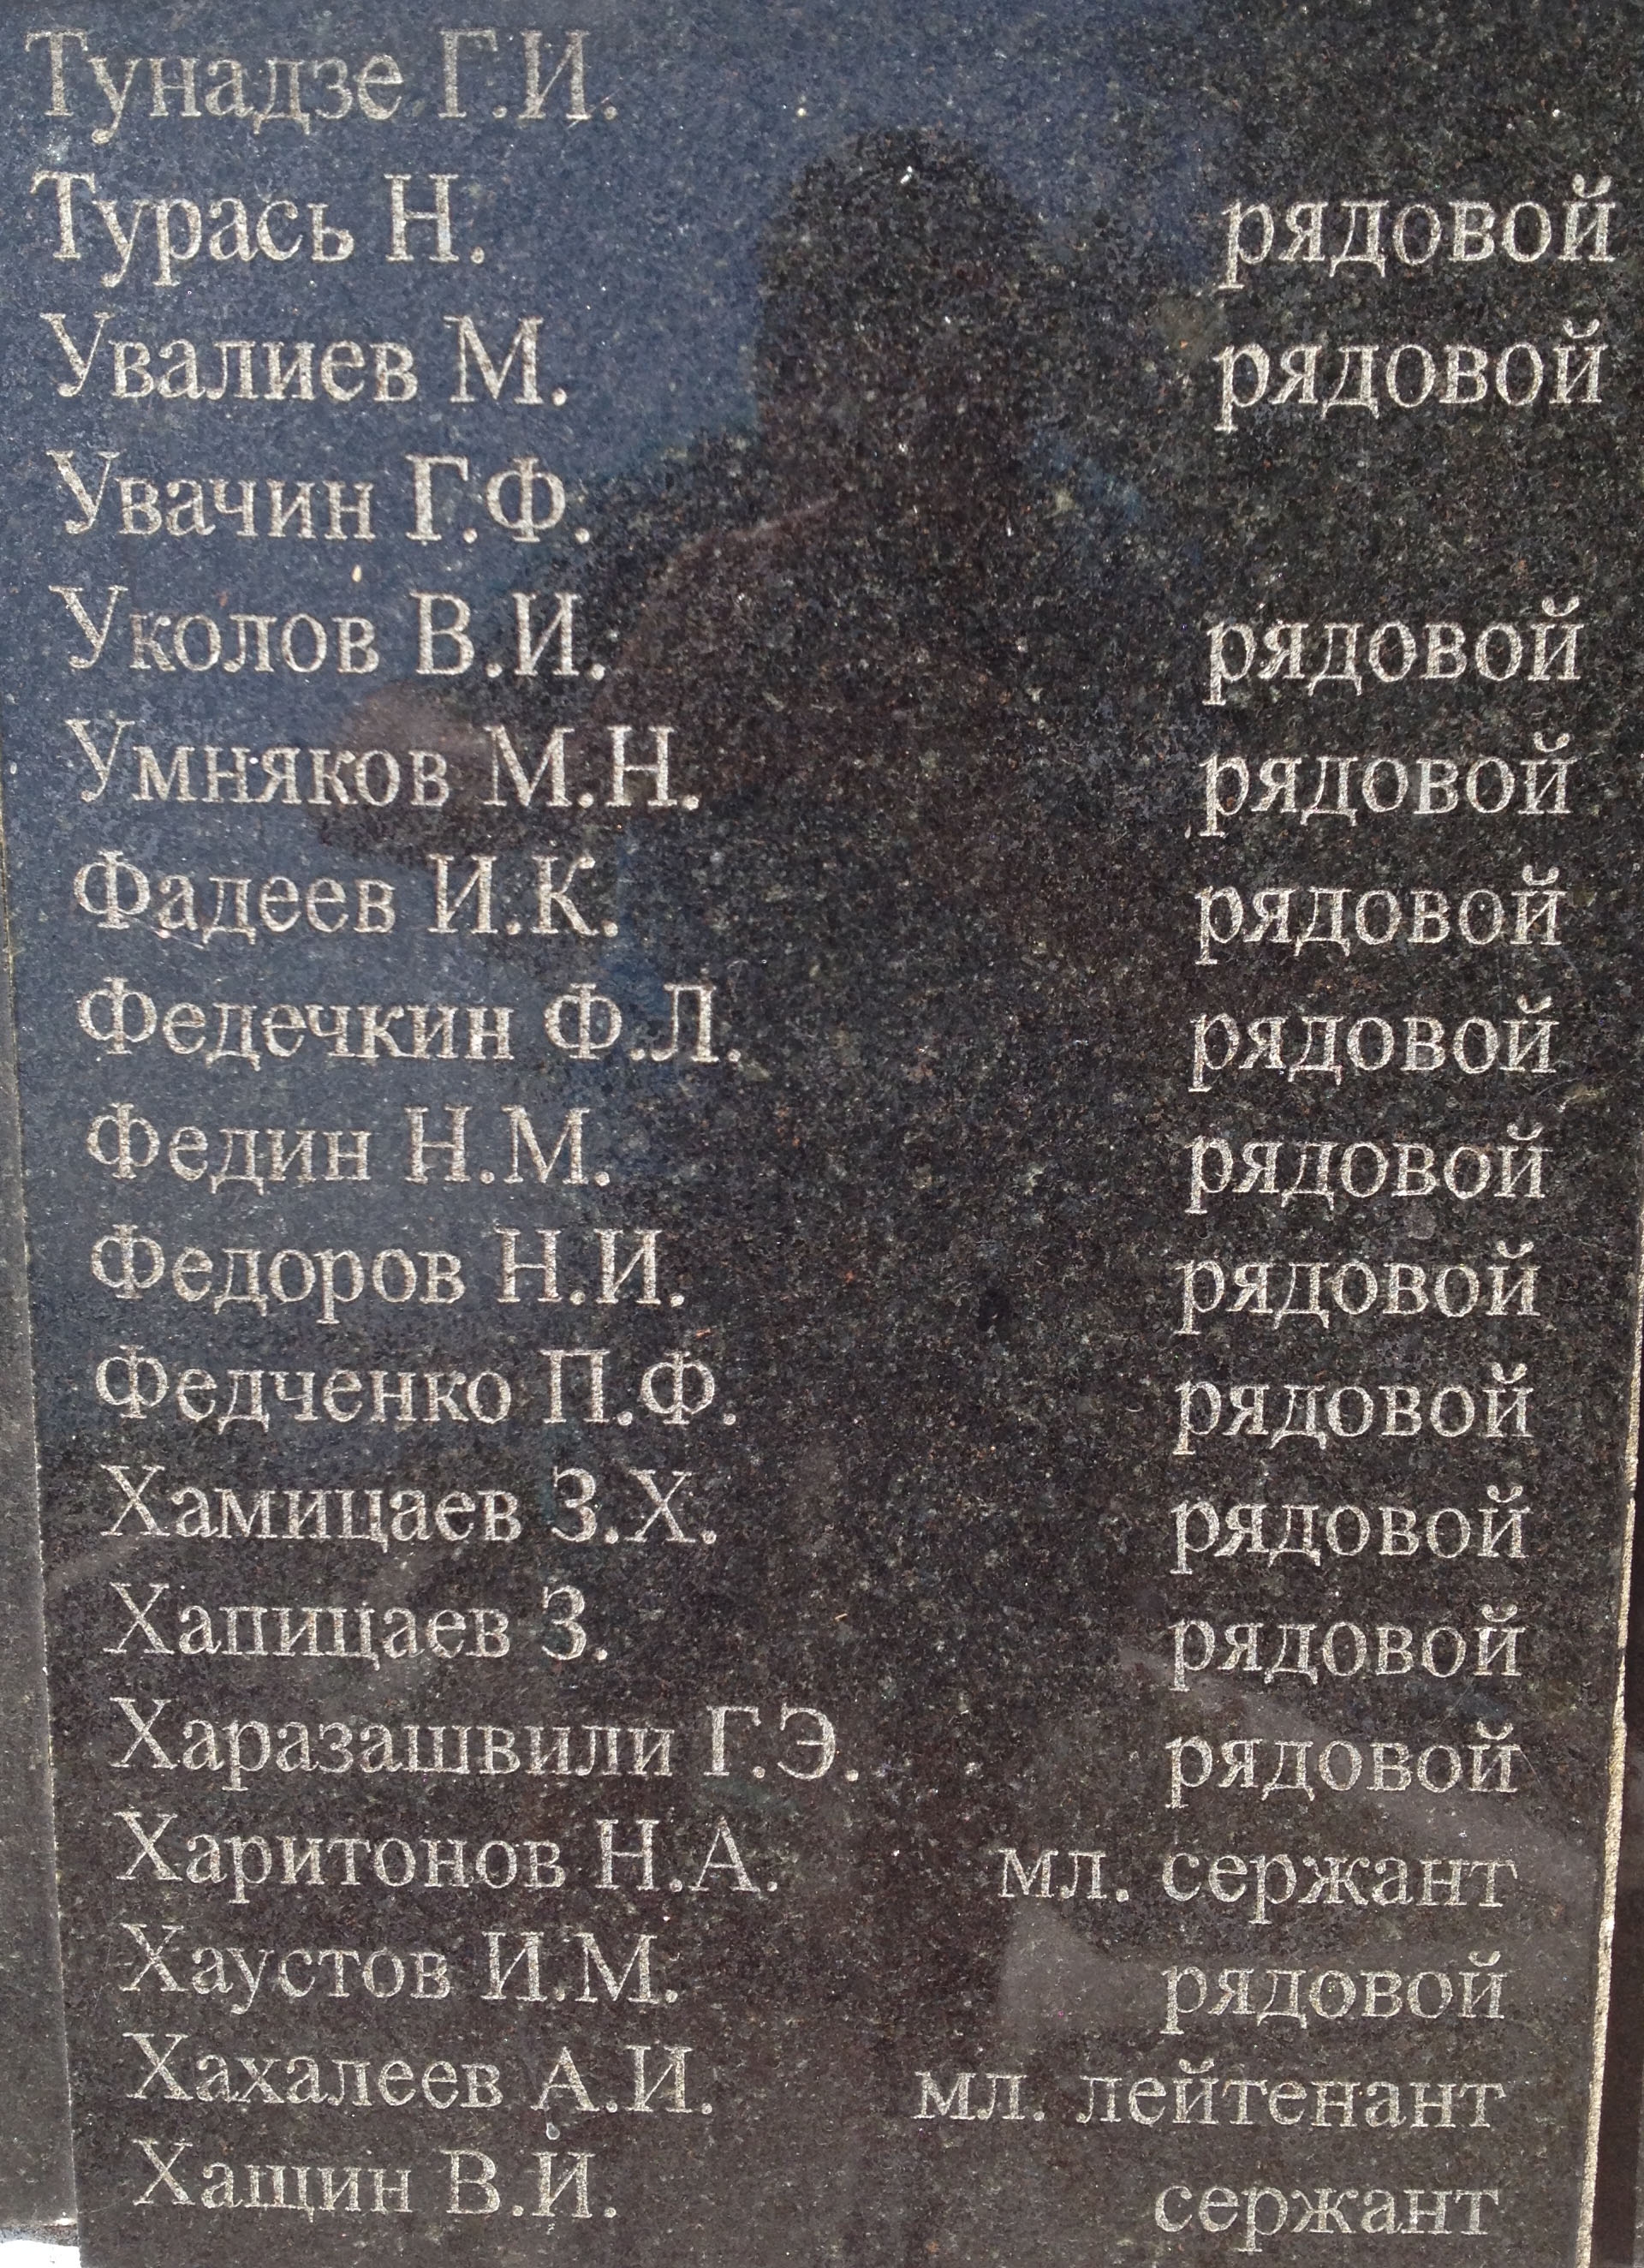 Тунадзе Г.И.
Турась Н. рядовой
Увалиев М. рядовой
Увачин Г.Ф.
Уколов В.И. рядовой
Умняков М.Н. рядовой
Фадеев И.К. рядовой
Федечкин Ф.Л. рядовой
Федин Н.М. рядовой
Федоров Н.И. рядовой
Федченко П.Ф. рядовой
Хамицаев З.Х. рядовой
Хапицаев З. рядовой
Харазашвили Г.Э. рядовой
Харитонов Н.А. мл. сержант
Хаустов И.М. рядовой
Хахалеев А.И. мл. лейтенант
Хащин В.И. сержант